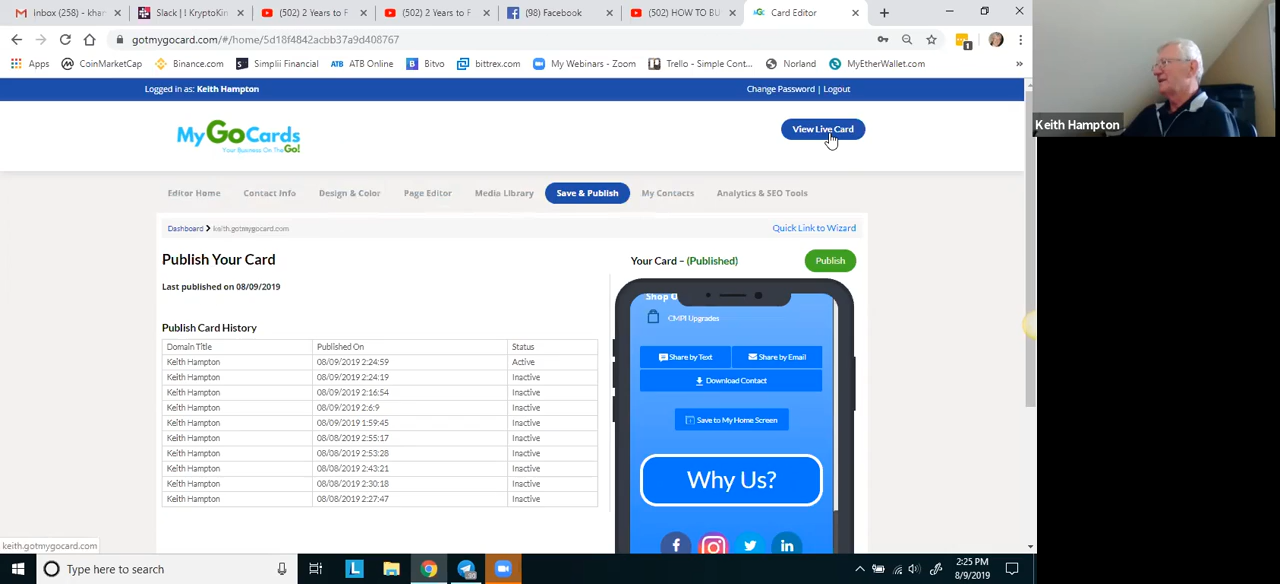 Inbox (258) - khar
Slack | ! KryptoKin
(502) 2 Years to F
(502) 2 Years to F
(98) Facebook
(502) HOW TO BU
Card Editor
gotmygocard.com/#/home/5d18f4842acbb37a9d408767
Apps CoinMarketCap Binance.com Simplii Financial ATB ATB Online Bitvo bittrex.com My Webinars - Zoom Trello - Simple Cont... Norland MyEtherWallet.com »
Logged in as: Keith Hampton
Change Password | Logout
MyGoCards
Your Business On The Go!
View Live Card
Editor Home Contact Info Design & Color Page Editor Media Library Save & Publish My Contacts Analytics & SEO Tools
Dashboard > keith.gotmygocard.com
Quick Link to Wizard
Publish Your Card
Your Card – (Published)
Publish
Last published on 08/09/2019
Publish Card History
Domain Title Published On Status
Keith Hampton 08/09/2019 2:24:59 Active
Keith Hampton 08/09/2019 2:24:19 Inactive
Keith Hampton 08/09/2019 2:16:54 Inactive
Keith Hampton 08/09/2019 2:6:9 Inactive
Keith Hampton 08/09/2019 1:59:45 Inactive
Keith Hampton 08/08/2019 2:55:17 Inactive
Keith Hampton 08/08/2019 2:53:28 Inactive
Keith Hampton 08/08/2019 2:43:21 Inactive
Keith Hampton 08/08/2019 2:30:18 Inactive
Keith Hampton 08/08/2019 2:27:47 Inactive
Shop
CMPI Upgrades
Share by Text
Share by Email
Download Contact
Save to My Home Screen
Why Us?
keith.gotmygocard.com
Type here to search
2:25 PM
8/9/2019
Keith Hampton